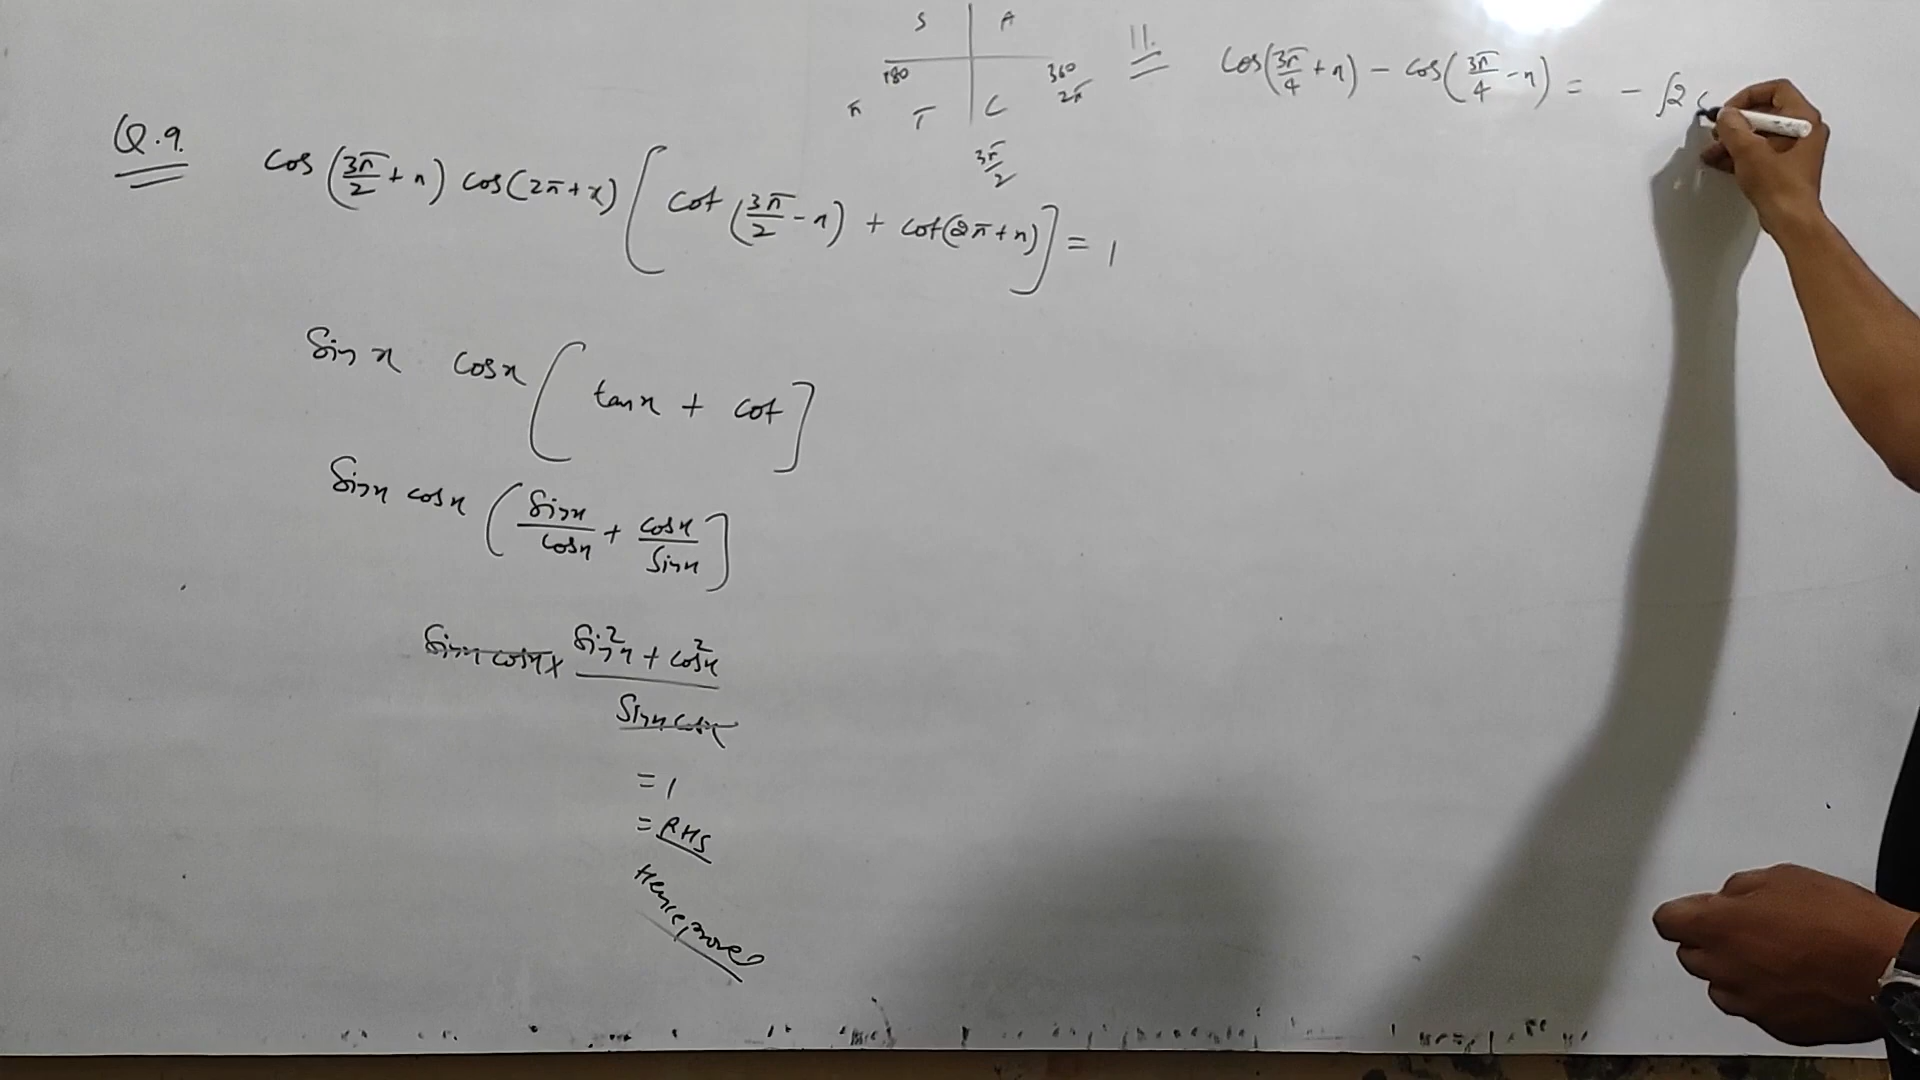 S A
180 360
π T C 2π
3π/2
11. cos(3π/4 + x) - cos(3π/4 - x) = - √2 s
Q.9. cos(3π/2 + x) cos(2π + x) [cot(3π/2 - x) + cot(2π + x)] = 1
Sin x cos x [tan x + cot]
Sin x cos x (Sin x/cos x + cos x/Sin x]
Sin x cos x × Sin²x + cos²x / Sin x cos x
= 1
= RHS
Hence, prove